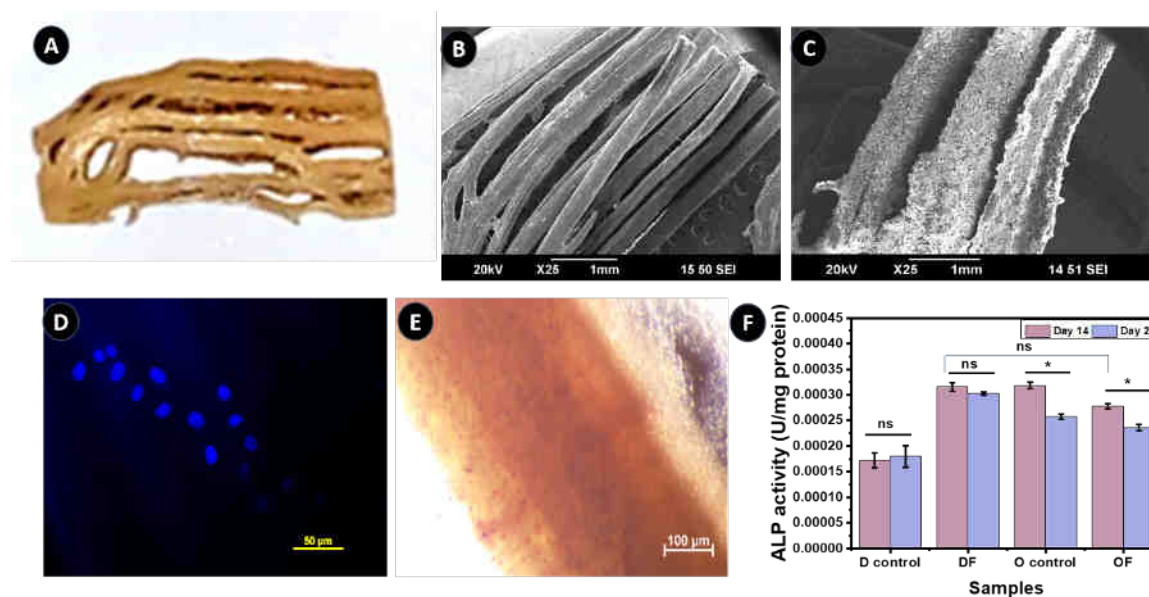 A
B
20kV X25 1mm 15 50 SEI
C
20kV X25 1mm 14 51 SEI
D
50 µm
E
100 µm
F
ALP activity (U/mg protein)
0.00045
0.00040
0.00035
0.00030
0.00025
0.00020
0.00015
0.00010
0.00005
0.00000
Day 14 Day 2
ns
ns
ns
*
*
D control DF O control OF
Samples